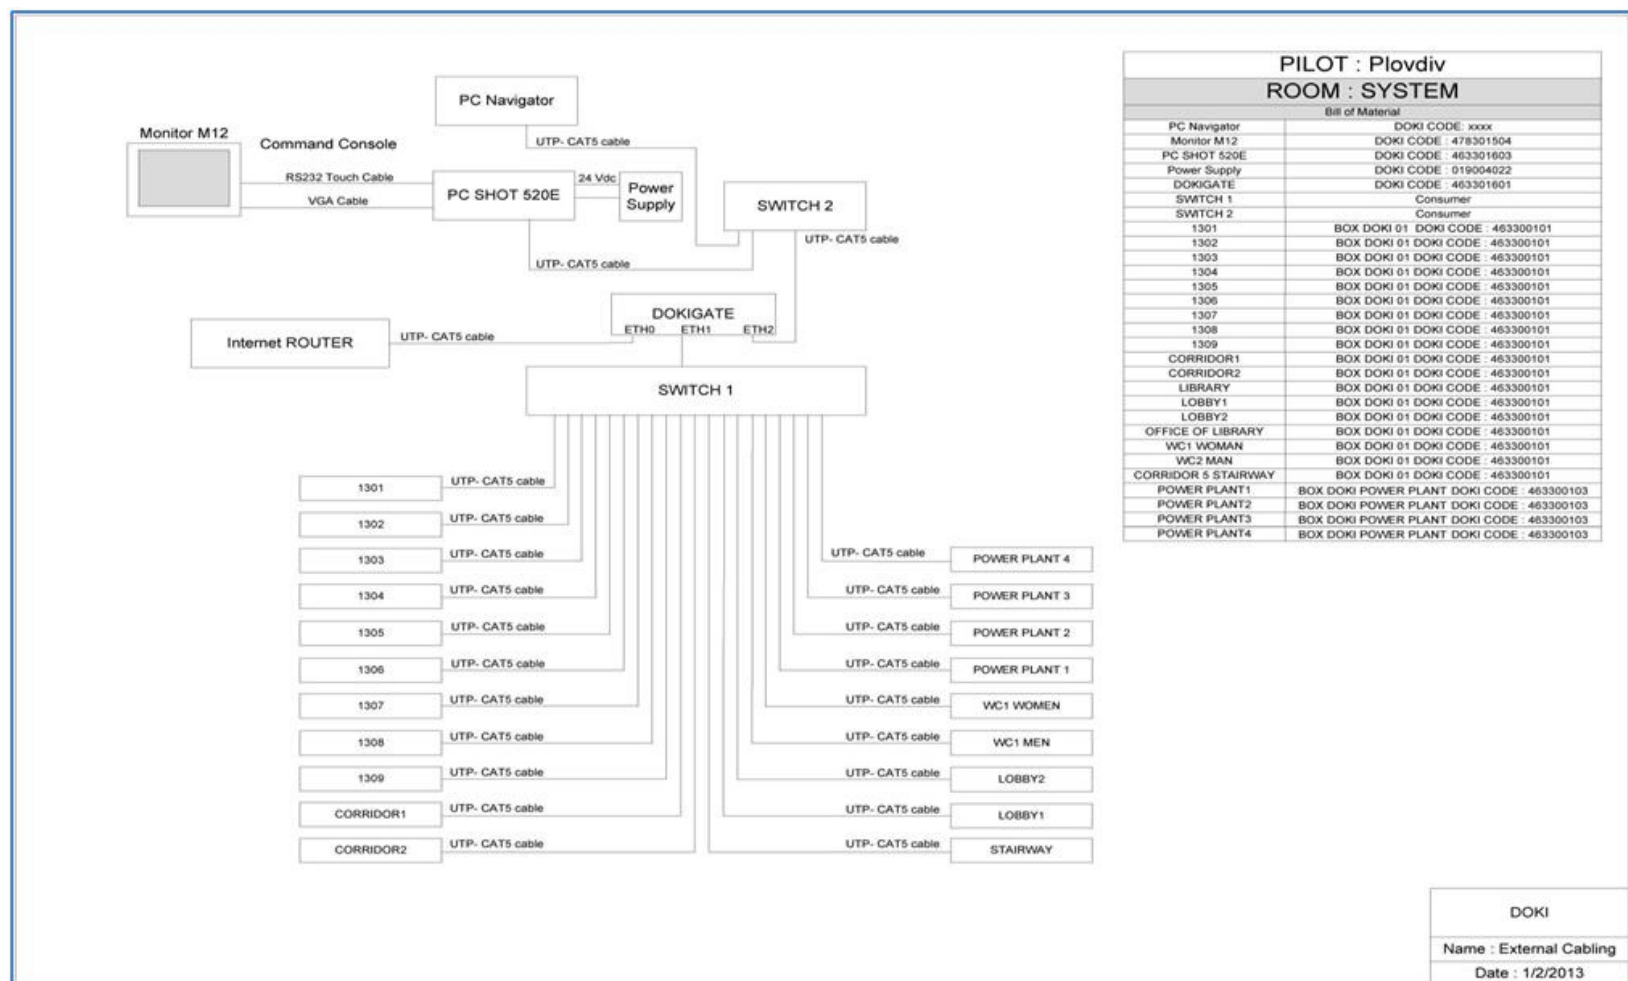 PC Navigator
UTP- CAT5 cable
Monitor M12
Command Console
RS232 Touch Cable
VGA Cable
PC SHOT 520E
24 Vdc
Power
Supply
SWITCH 2
UTP- CAT5 cable
UTP- CAT5 cable
DOKIGATE
ETH0 ETH1 ETH2
Internet ROUTER
UTP- CAT5 cable
SWITCH 1
1301 UTP- CAT5 cable
1302 UTP- CAT5 cable
1303 UTP- CAT5 cable
1304 UTP- CAT5 cable
1305 UTP- CAT5 cable
1306 UTP- CAT5 cable
1307 UTP- CAT5 cable
1308 UTP- CAT5 cable
1309 UTP- CAT5 cable
CORRIDOR1 UTP- CAT5 cable
CORRIDOR2 UTP- CAT5 cable
UTP- CAT5 cable POWER PLANT 4
UTP- CAT5 cable POWER PLANT 3
UTP- CAT5 cable POWER PLANT 2
UTP- CAT5 cable POWER PLANT 1
UTP- CAT5 cable WC1 WOMEN
UTP- CAT5 cable WC1 MEN
UTP- CAT5 cable LOBBY2
UTP- CAT5 cable LOBBY1
UTP- CAT5 cable STAIRWAY
PILOT : Plovdiv
ROOM : SYSTEM
Bill of Material
PC Navigator DOKI CODE: xxxx
Monitor M12 DOKI CODE : 478301504
PC SHOT 520E DOKI CODE : 463301603
Power Supply DOKI CODE : 019004022
DOKIGATE DOKI CODE : 463301601
SWITCH 1 Consumer
SWITCH 2 Consumer
1301 BOX DOKI 01 DOKI CODE : 463300101
1302 BOX DOKI 01 DOKI CODE : 463300101
1303 BOX DOKI 01 DOKI CODE : 463300101
1304 BOX DOKI 01 DOKI CODE : 463300101
1305 BOX DOKI 01 DOKI CODE : 463300101
1306 BOX DOKI 01 DOKI CODE : 463300101
1307 BOX DOKI 01 DOKI CODE : 463300101
1308 BOX DOKI 01 DOKI CODE : 463300101
1309 BOX DOKI 01 DOKI CODE : 463300101
CORRIDOR1 BOX DOKI 01 DOKI CODE : 463300101
CORRIDOR2 BOX DOKI 01 DOKI CODE : 463300101
LIBRARY BOX DOKI 01 DOKI CODE : 463300101
LOBBY1 BOX DOKI 01 DOKI CODE : 463300101
LOBBY2 BOX DOKI 01 DOKI CODE : 463300101
OFFICE OF LIBRARY BOX DOKI 01 DOKI CODE : 463300101
WC1 WOMAN BOX DOKI 01 DOKI CODE : 463300101
WC2 MAN BOX DOKI 01 DOKI CODE : 463300101
CORRIDOR 5 STAIRWAY BOX DOKI 01 DOKI CODE : 463300101
POWER PLANT1 BOX DOKI POWER PLANT DOKI CODE : 463300103
POWER PLANT2 BOX DOKI POWER PLANT DOKI CODE : 463300103
POWER PLANT3 BOX DOKI POWER PLANT DOKI CODE : 463300103
POWER PLANT4 BOX DOKI POWER PLANT DOKI CODE : 463300103
DOKI
Name : External Cabling
Date : 1/2/2013